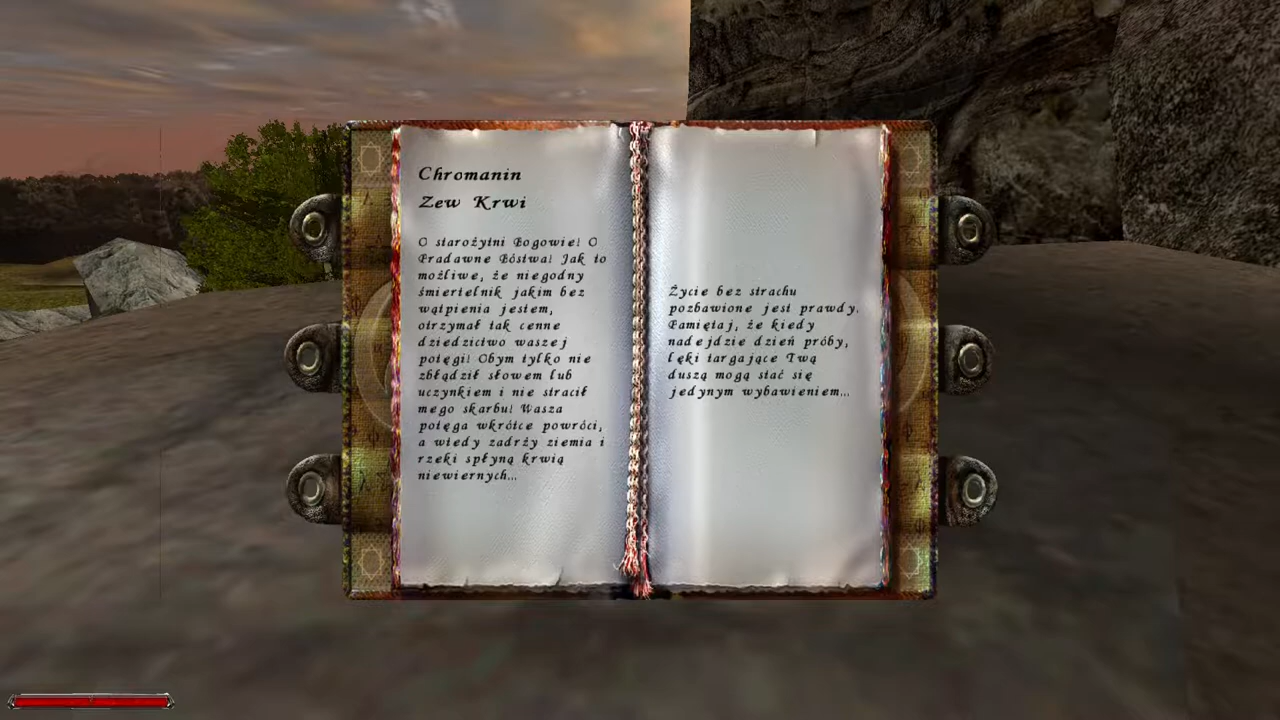 Chromanin
Zew Krwi
O starożytni Bogowie! O
Pradawne Bóstwa! Jak to
możliwe, że niegodny
śmiertelnik jakim bez
wątpienia jestem,
otrzymał tak cenne
dziedzictwo waszej
potęgi! Obym tylko nie
zbłądził słowem lub
uczynkiem i nie stracił
mego skarbu! Wasza
potęga wkrótce powróci,
a wtedy zadrży ziemia i
rzeki spłyną krwią
niewiernych...
Życie bez strachu
pozbawione jest prawdy.
Pamiętaj, że kiedy
nadejdzie dzień próby,
lęki targające Twą
duszą mogą stać się
jedynym wybawieniem...